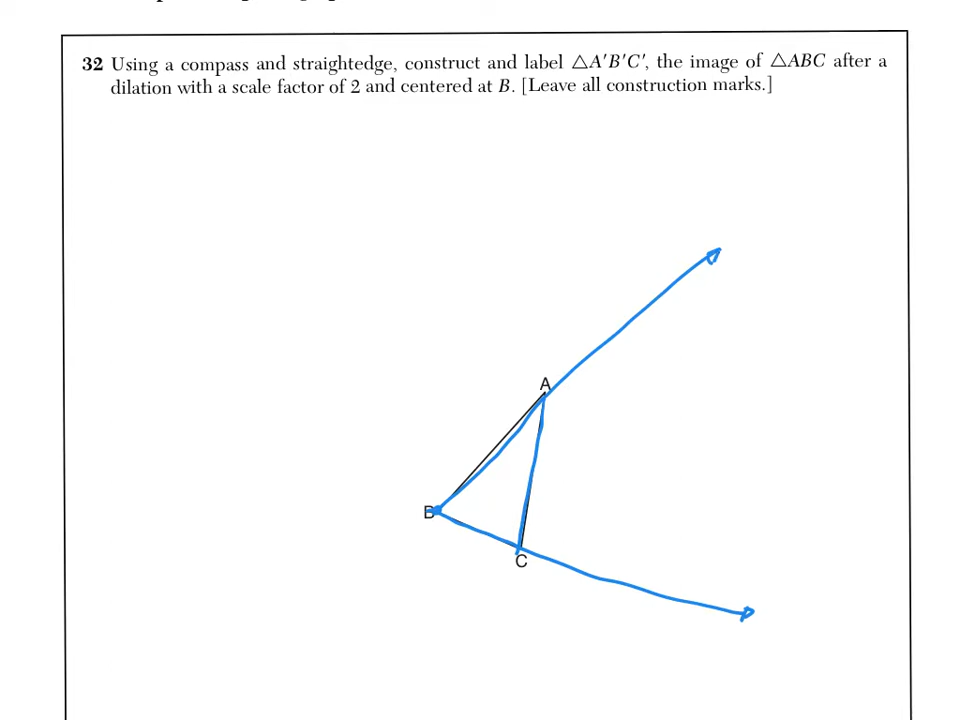 32 Using a compass and straightedge, construct and label △A′B′C′, the image of △ABC after a
dilation with a scale factor of 2 and centered at B. [Leave all construction marks.]
A
B
C